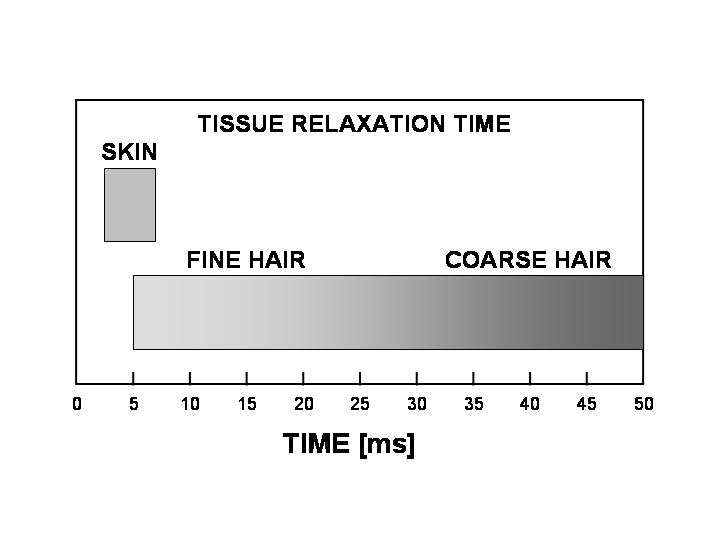 TISSUE RELAXATION TIME
SKIN
FINE HAIR COARSE HAIR
0 5 10 15 20 25 30 35 40 45 50
TIME [ms]